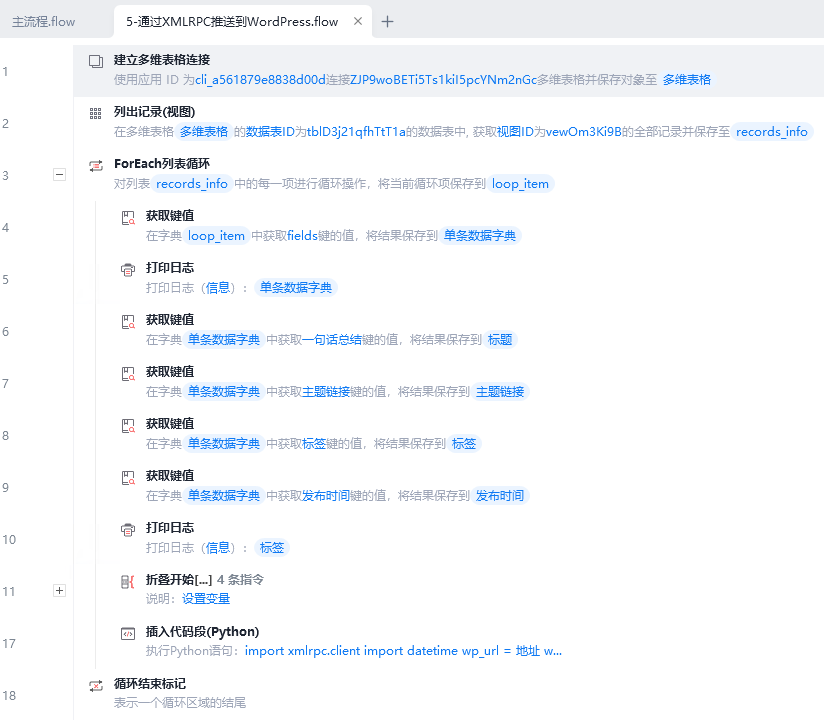 主流程.flow
5-通过XMLRPC推送到WordPress.flow
1
建立多维表格连接
使用应用 ID 为cli_a561879e8838d00d连接ZJP9woBETi5Ts1kiI5pcYNm2nGc多维表格并保存对象至 多维表格
2
列出记录(视图)
在多维表格 多维表格 的数据表ID为tblD3j21qfhTtT1a的数据表中, 获取视图ID为vewOm3Ki9B的全部记录并保存至 records_info
3
ForEach列表循环
对列表 records_info 中的每一项进行循环操作，将当前循环项保存到 loop_item
4
获取键值
在字典 loop_item 中获取fields键的值，将结果保存到 单条数据字典
5
打印日志
打印日志（信息）： 单条数据字典
6
获取键值
在字典 单条数据字典 中获取一句话总结键的值，将结果保存到 标题
7
获取键值
在字典 单条数据字典 中获取主题链接键的值，将结果保存到 主题链接
8
获取键值
在字典 单条数据字典 中获取标签键的值，将结果保存到 标签
9
获取键值
在字典 单条数据字典 中获取发布时间键的值，将结果保存到 发布时间
10
打印日志
打印日志（信息）： 标签
11
折叠开始[...] 4 条指令
说明：设置变量
17
插入代码段(Python)
执行Python语句：import xmlrpc.client import datetime wp_url = 地址 w...
18
循环结束标记
表示一个循环区域的结尾